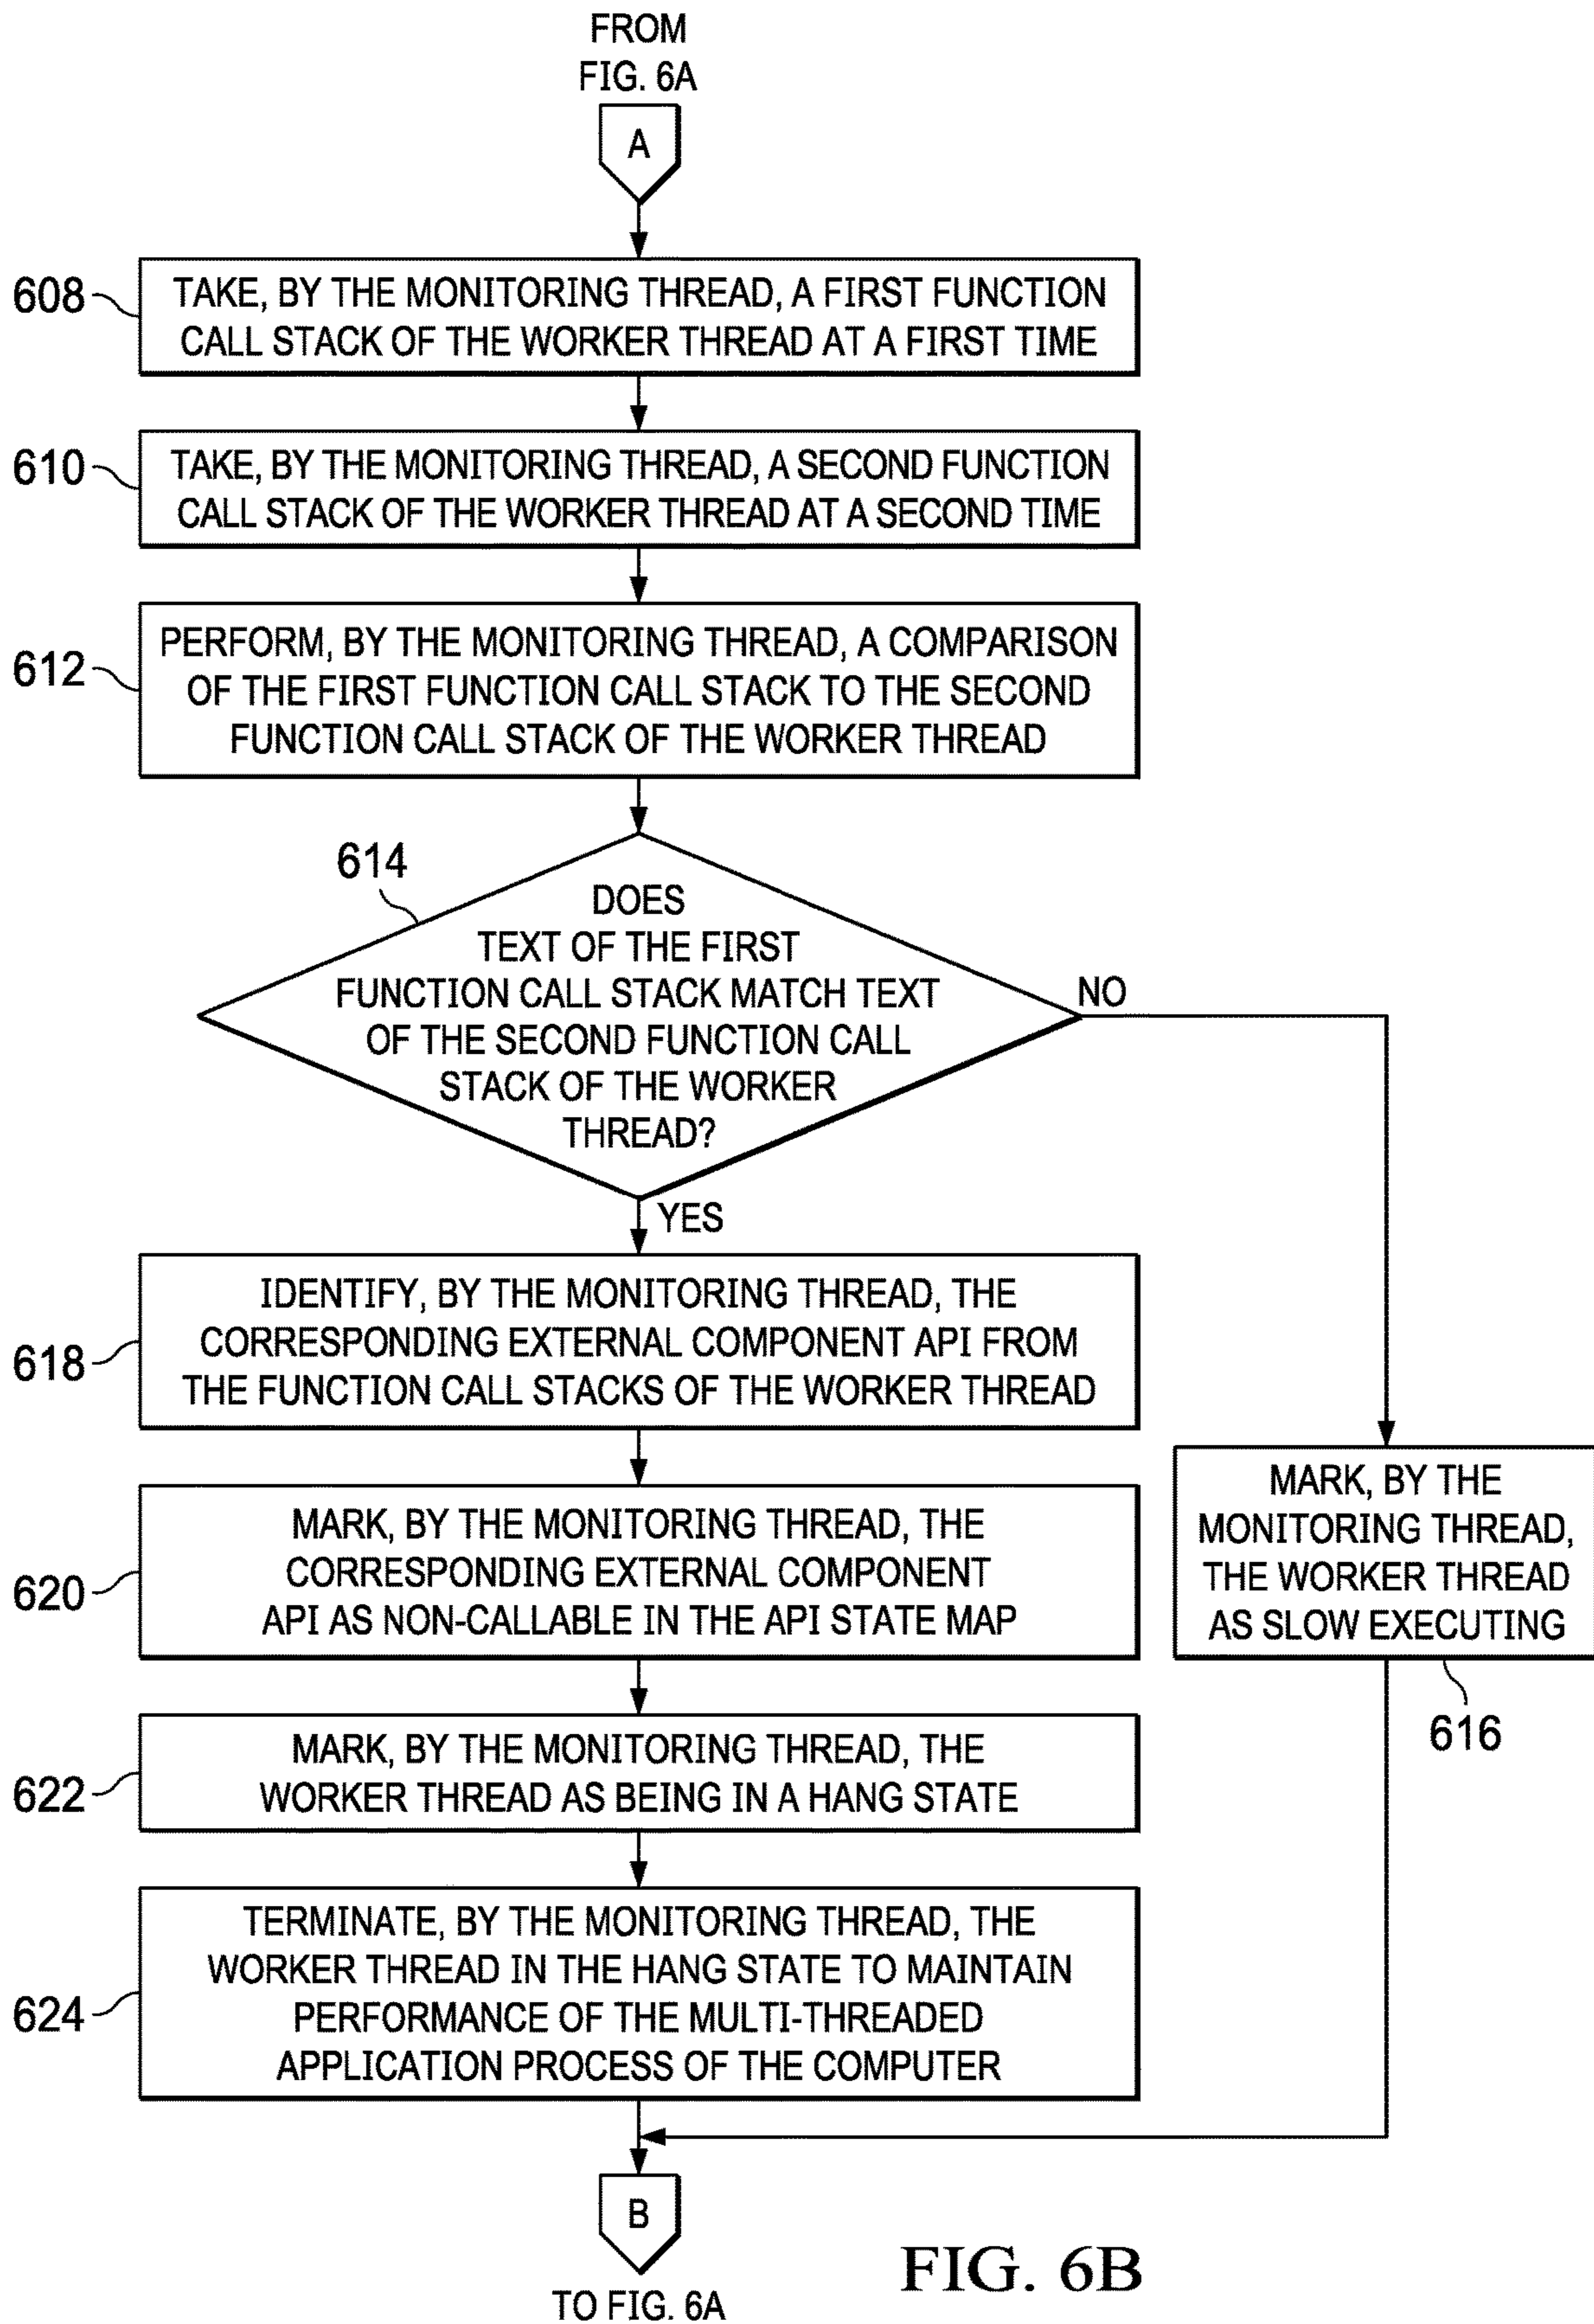 FROM
FIG. 6A
A
608
TAKE, BY THE MONITORING THREAD, A FIRST FUNCTION
CALL STACK OF THE WORKER THREAD AT A FIRST TIME
610
TAKE, BY THE MONITORING THREAD, A SECOND FUNCTION
CALL STACK OF THE WORKER THREAD AT A SECOND TIME
612
PERFORM, BY THE MONITORING THREAD, A COMPARISON
OF THE FIRST FUNCTION CALL STACK TO THE SECOND
FUNCTION CALL STACK OF THE WORKER THREAD
614
DOES
TEXT OF THE FIRST
FUNCTION CALL STACK MATCH TEXT
OF THE SECOND FUNCTION CALL
STACK OF THE WORKER
THREAD?
NO
YES
618
IDENTIFY, BY THE MONITORING THREAD, THE
CORRESPONDING EXTERNAL COMPONENT API FROM
THE FUNCTION CALL STACKS OF THE WORKER THREAD
MARK, BY THE
MONITORING THREAD,
THE WORKER THREAD
AS SLOW EXECUTING
616
620
MARK, BY THE MONITORING THREAD, THE
CORRESPONDING EXTERNAL COMPONENT
API AS NON-CALLABLE IN THE API STATE MAP
622
MARK, BY THE MONITORING THREAD, THE
WORKER THREAD AS BEING IN A HANG STATE
624
TERMINATE, BY THE MONITORING THREAD, THE
WORKER THREAD IN THE HANG STATE TO MAINTAIN
PERFORMANCE OF THE MULTI-THREADED
APPLICATION PROCESS OF THE COMPUTER
B
TO FIG. 6A
FIG. 6B